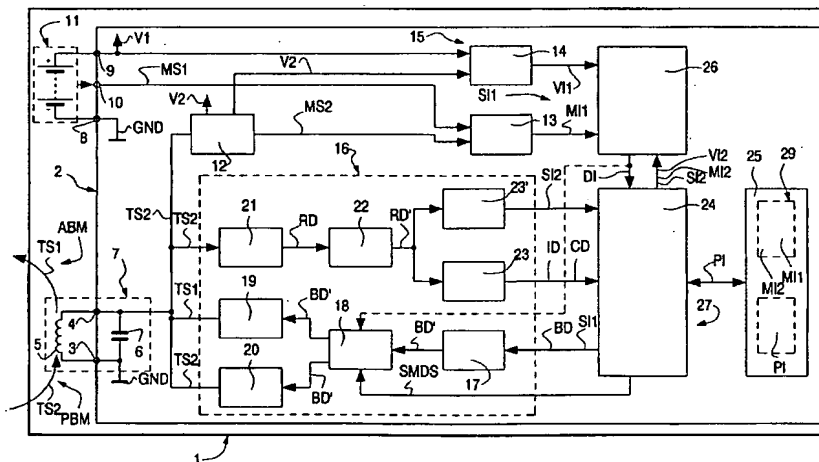 11
V1
15
14
9
V2
VI1
26
MS1
10
SI1
V2
MS2
13
MI1
GND
8
12
16
DI
VI2
MI2
SI2
2
TS2
TS2
21
RD
22
RD'
23'
SI2
24
25
29
ABM
TS1
7
TS1
19
BD'
23
ID
CD
PI
MI1
MI2
4
18
BD'
BD
SI1
27
5
6
3
TS2
20
BD'
SMDS
17
PI
GND
TS2
PBM
1